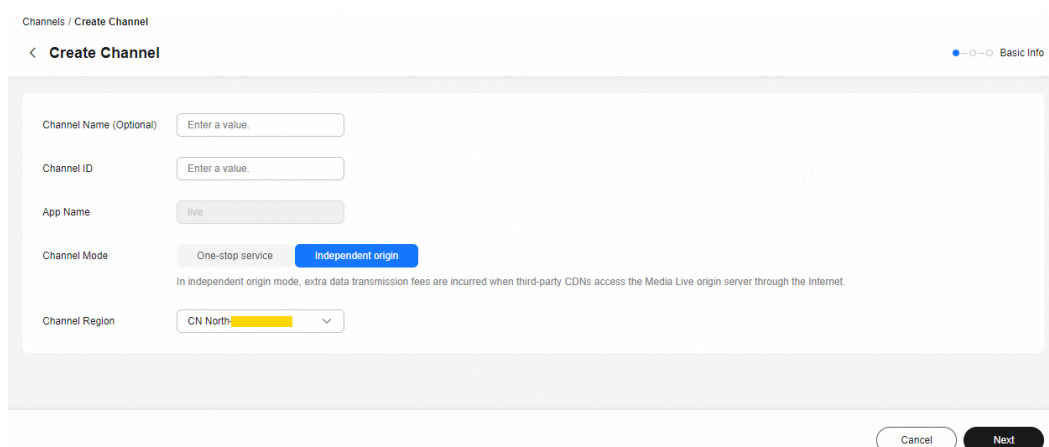 Channels / Create Channel
< Create Channel
Basic Info
Channel Name (Optional)
Enter a value.
Channel ID
Enter a value.
App Name
live
Channel Mode
One-stop service
Independent origin
In independent origin mode, extra data transmission fees are incurred when third-party CDNs access the Media Live origin server through the Internet.
Channel Region
CN North-
Cancel
Next